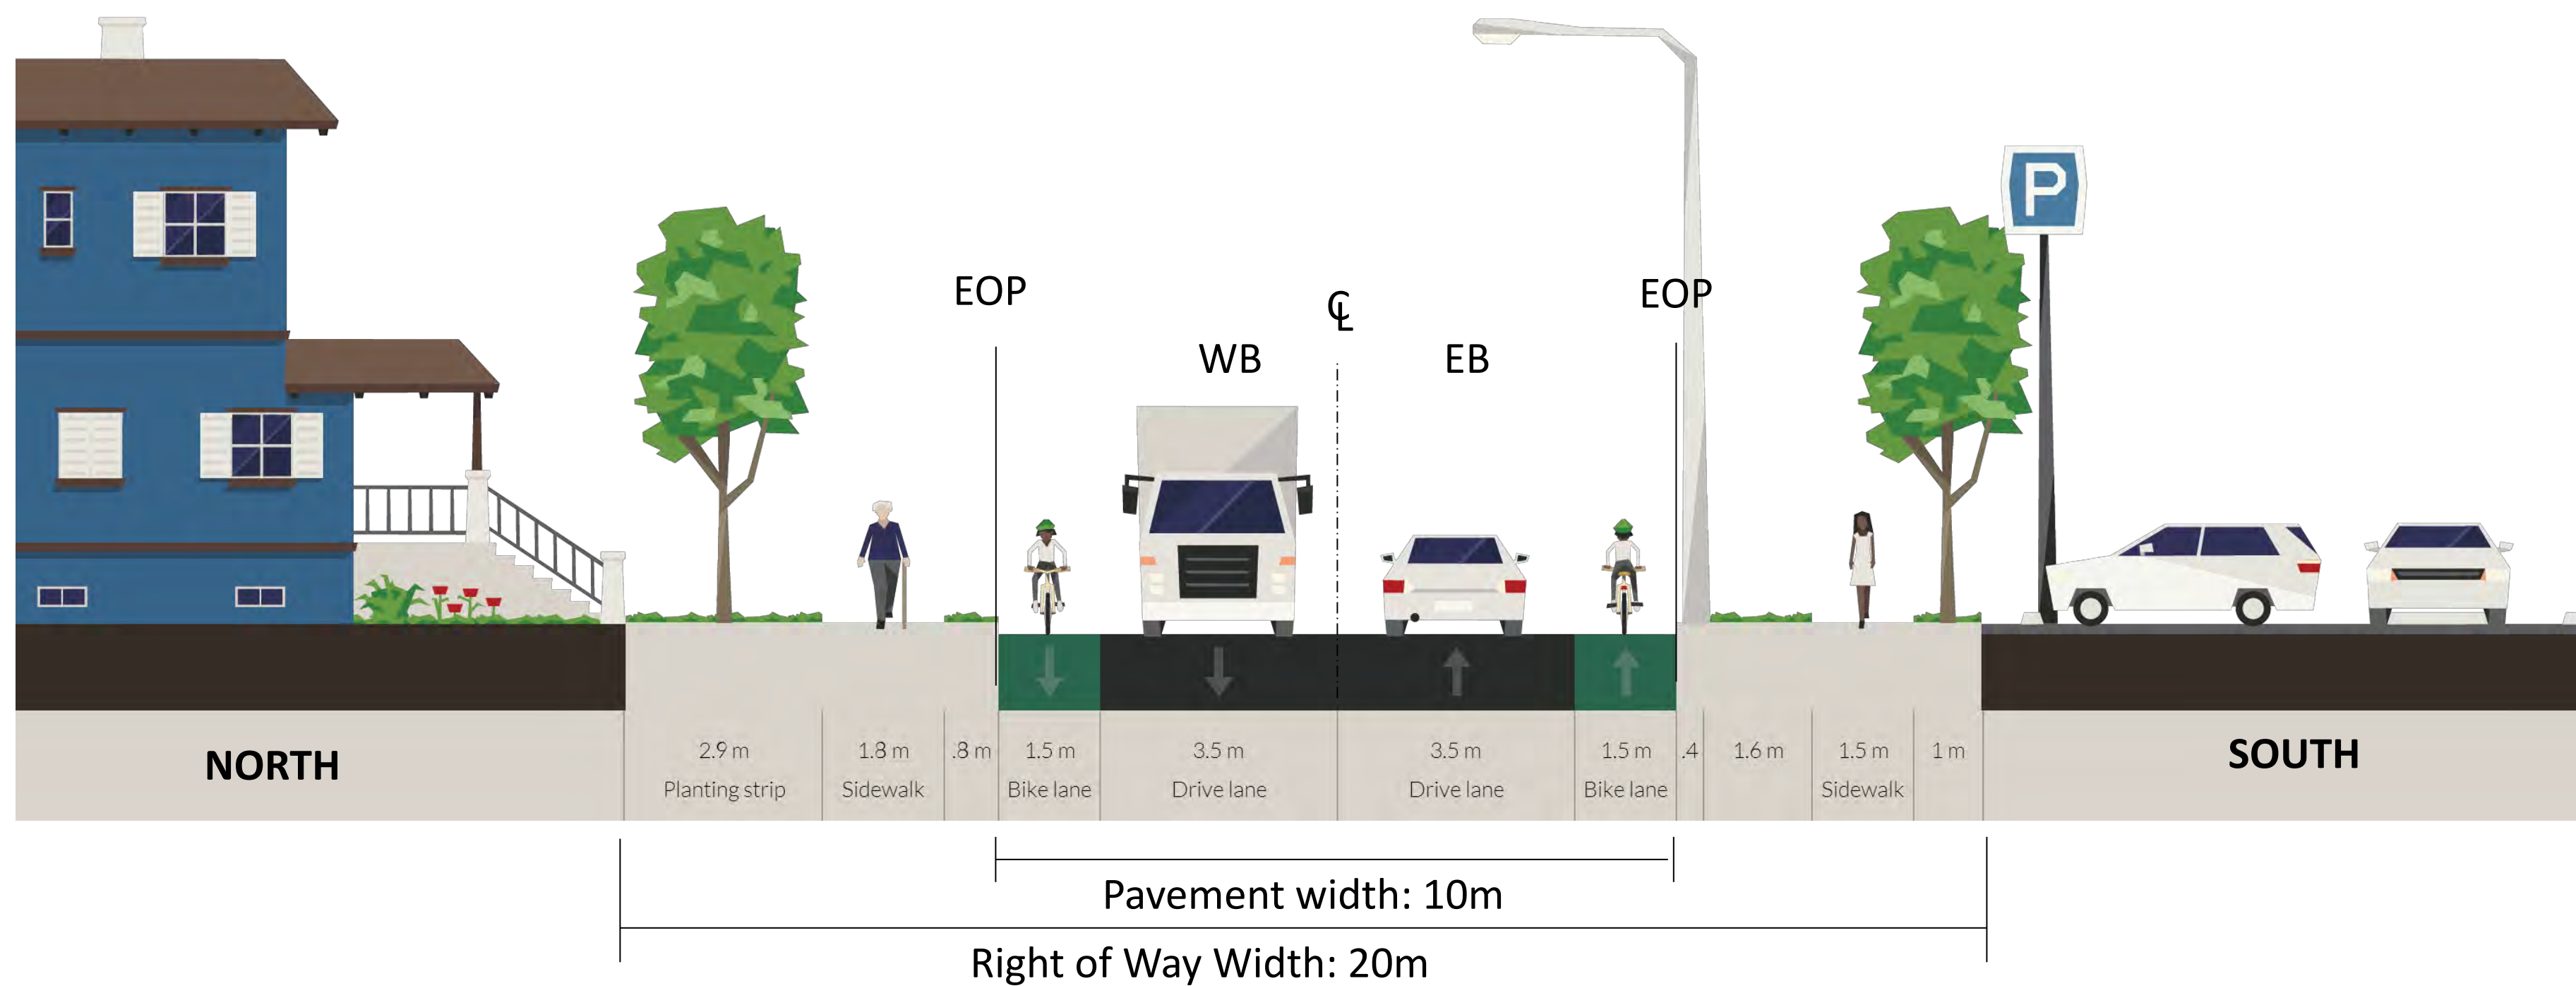 P
EOP
EOP
℄
WB
EB
2.9 m
1.8 m
.8 m
1.5 m
3.5 m
3.5 m
1.5 m
.4
1.6 m
1.5 m
1 m
NORTH
SOUTH
Planting strip
Sidewalk
Bike lane
Drive lane
Drive lane
Bike lane
Sidewalk
Pavement width: 10m
Right of Way Width: 20m